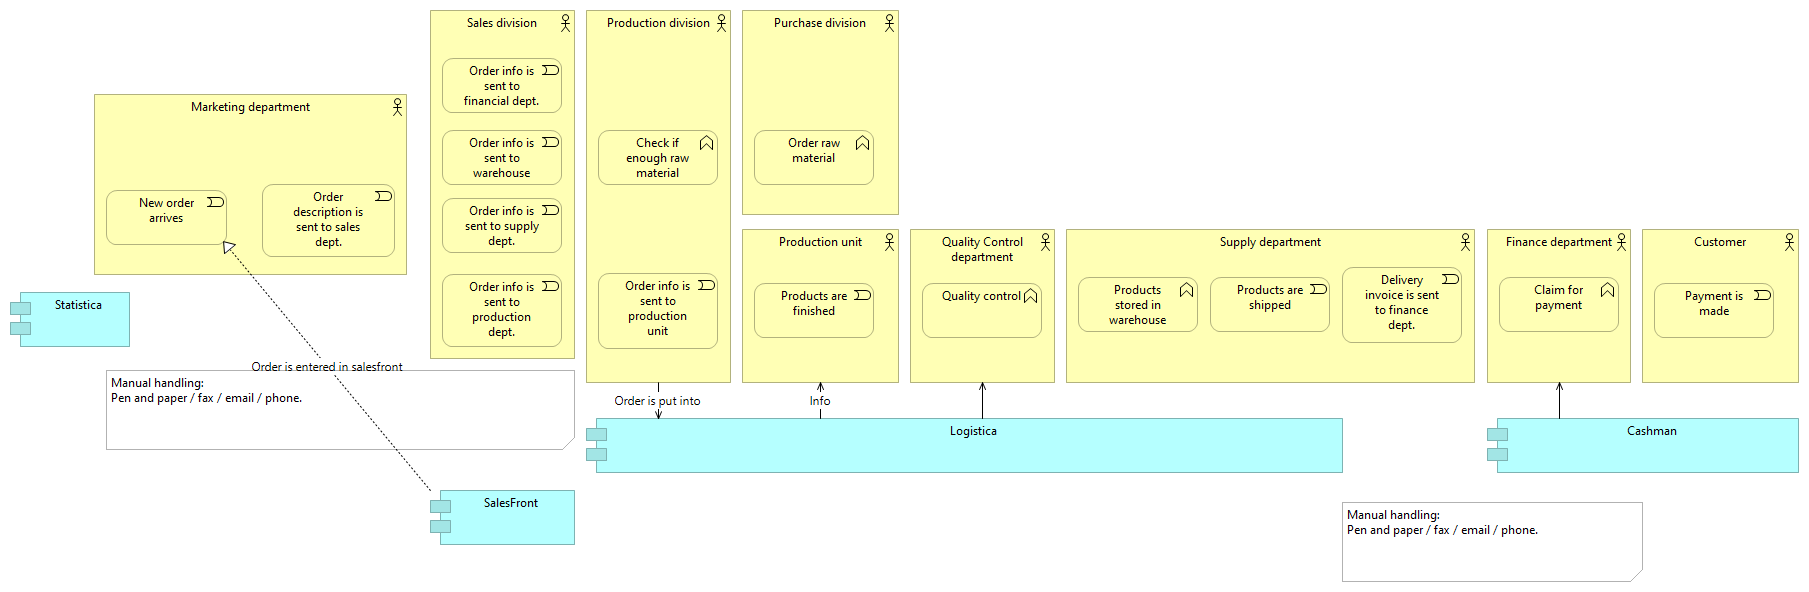 Sales division
Order info is
sent to
financial dept.
Order info is
sent to
warehouse
Order info is
sent to supply
dept.
Order info is
sent to
production
dept.
Production division
Check if
enough raw
material
Order info is
sent to
production
unit
Purchase division
Order raw
material
Marketing department
New order
arrives
Order
description is
sent to sales
dept.
Production unit
Products are
finished
Quality Control
department
Quality control
Supply department
Products
stored in
warehouse
Products are
shipped
Delivery
invoice is sent
to finance
dept.
Finance department
Claim for
payment
Customer
Payment is
made
Statistica
Order is entered in salesfront
Manual handling:
Pen and paper / fax / email / phone.
Order is put into
Info
Logistica
Cashman
SalesFront
Manual handling:
Pen and paper / fax / email / phone.